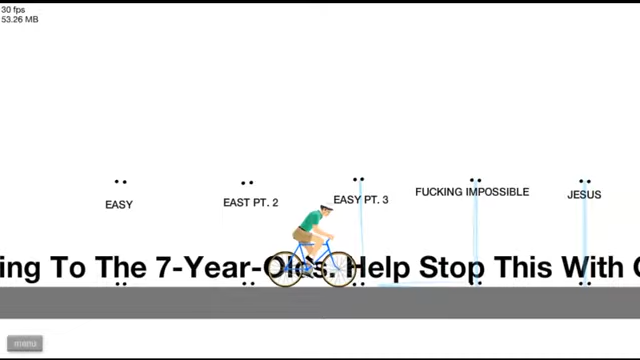 30 fps
53.26 MB
EASY
EAST PT. 2
EASY PT. 3
FUCKING IMPOSSIBLE
JESUS
ing To The 7-Year-Olds. Help Stop This With
menu